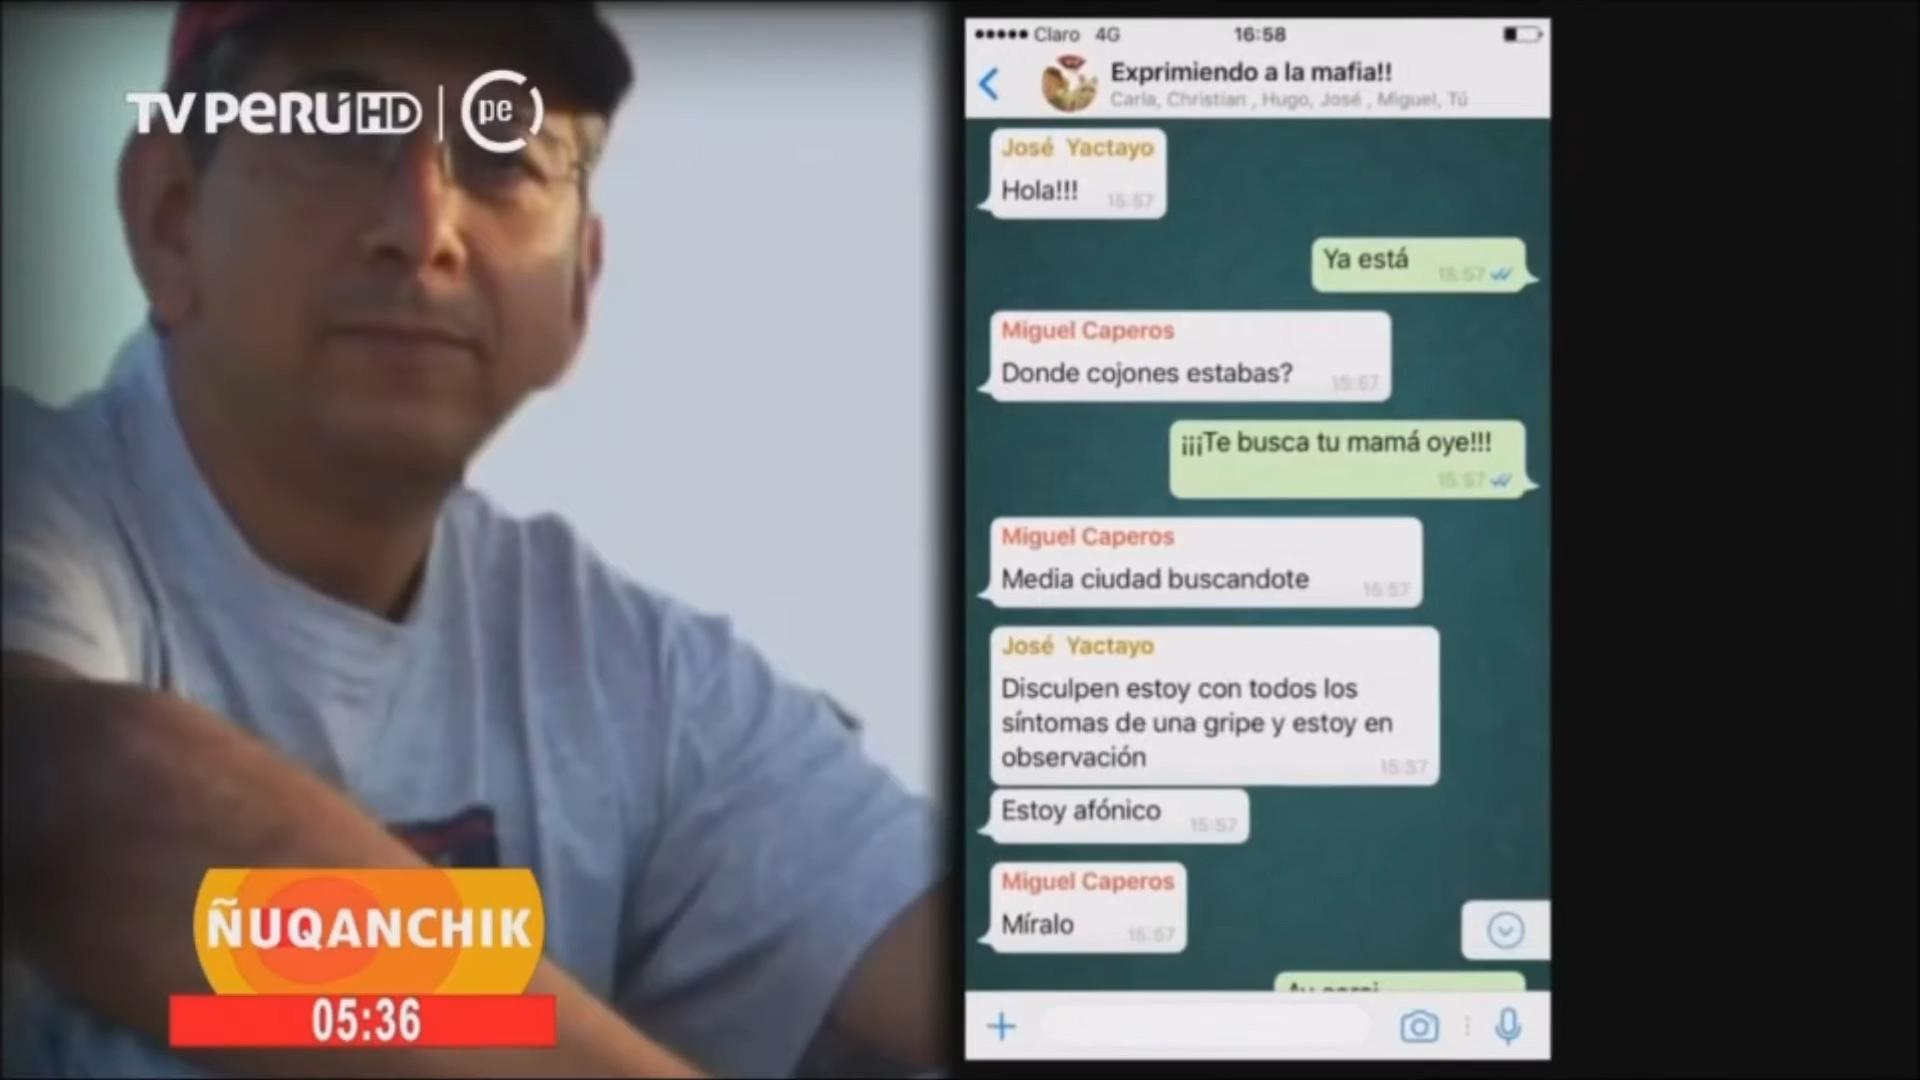 TV PERÚ HD | pe
ÑUQANCHIK
05:36
Claro 4G 16:58
Exprimiendo a la mafia!!
Carla, Christian , Hugo, José , Miguel, Tú
José Yactayo
Hola!!! 15:57
Ya está 15:57
Miguel Caperos
Donde cojones estabas? 15:57
¡¡¡Te busca tu mamá oye!!!
15:57
Miguel Caperos
Media ciudad buscandote 15:57
José Yactayo
Disculpen estoy con todos los
síntomas de una gripe y estoy en
observación 15:57
Estoy afónico 15:57
Miguel Caperos
Míralo 15:57